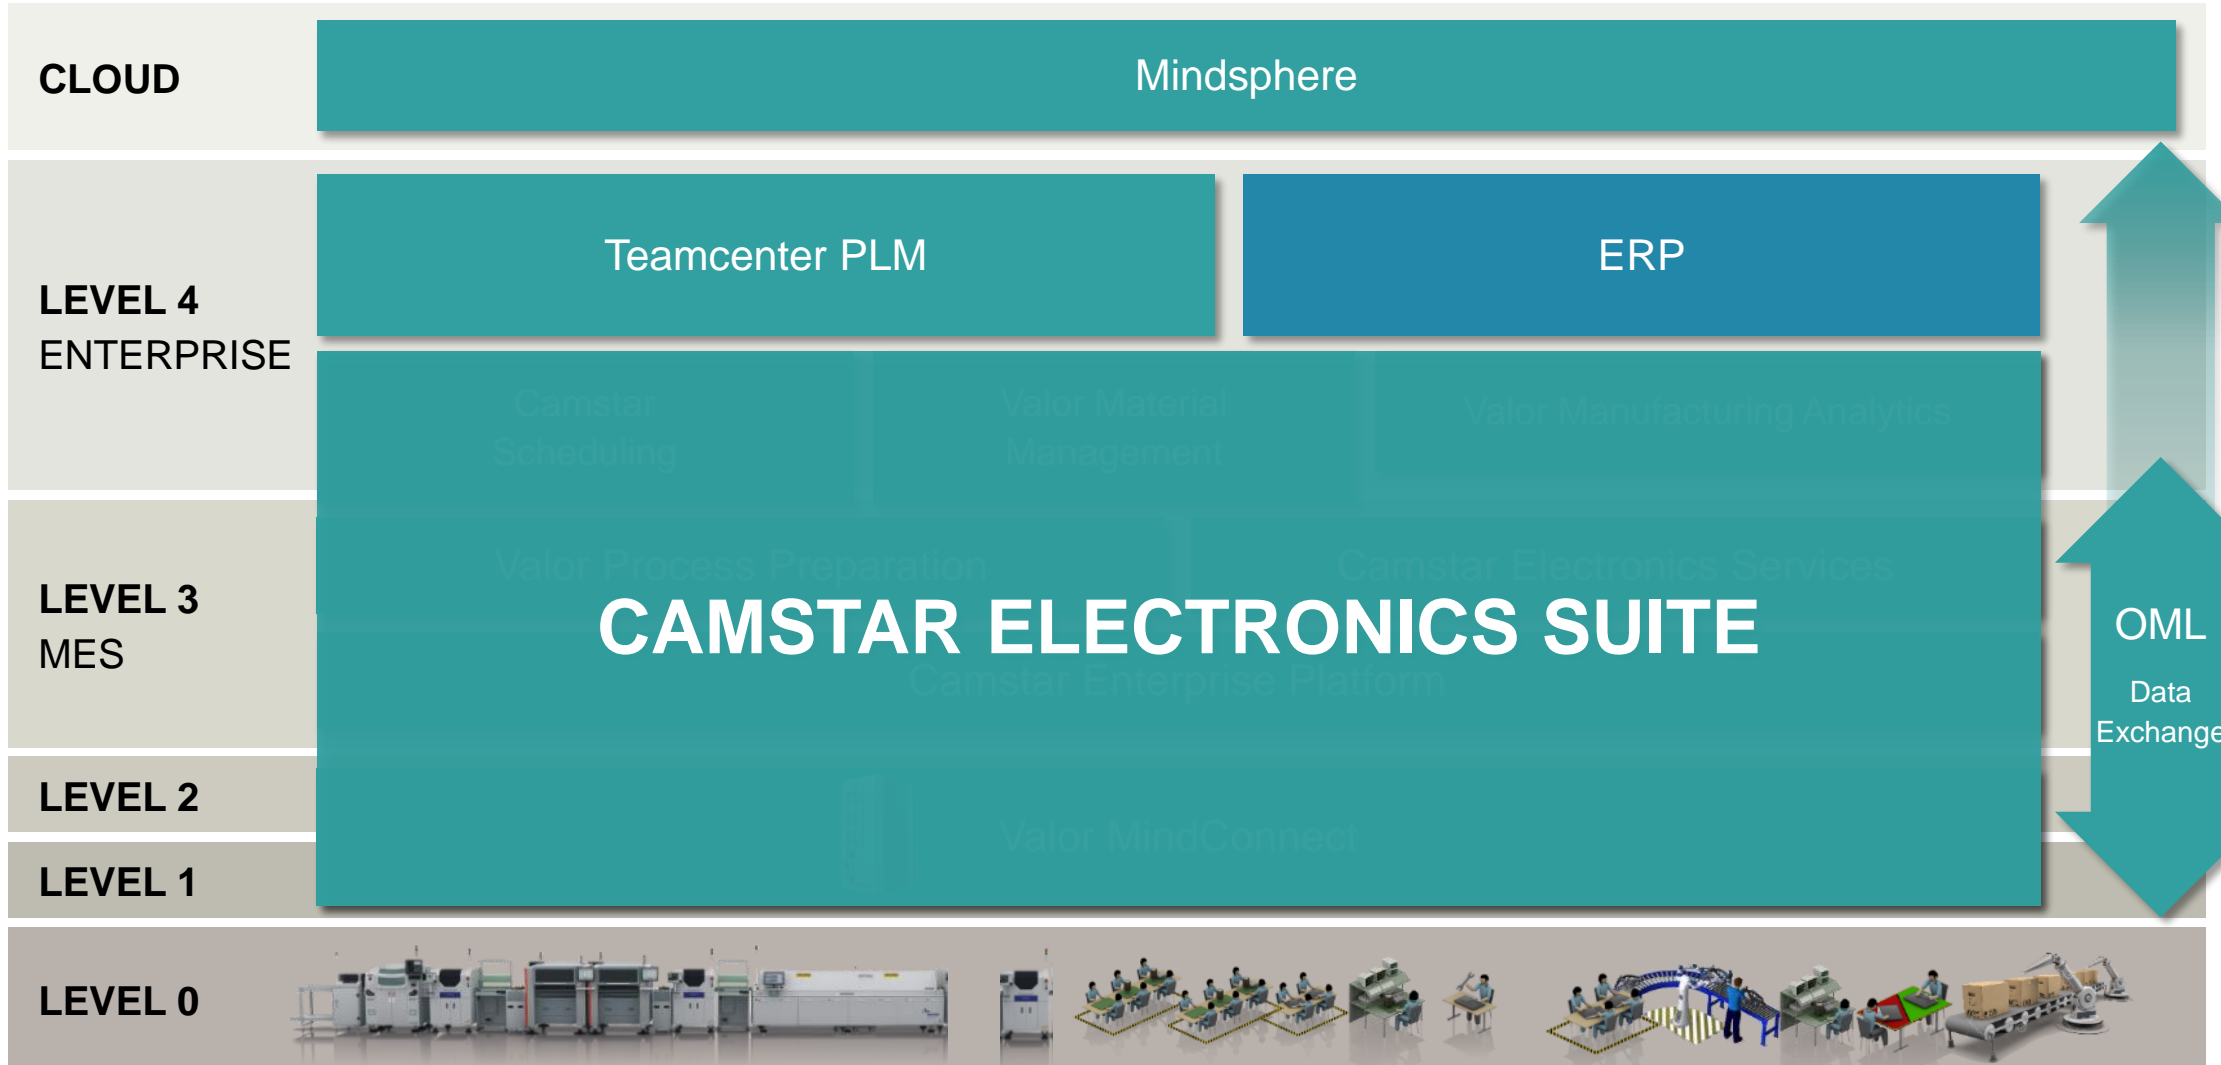 CLOUD
Mindsphere
LEVEL 4
ENTERPRISE
Teamcenter PLM
ERP
Camstar
Scheduling
Valor Material
Management
Valor Manufacturing Analytics
LEVEL 3
MES
Valor Process Preparation
Camstar Electronics Services
CAMSTAR ELECTRONICS SUITE
Camstar Enterprise Platform
OML
Data
Exchange
LEVEL 2
Valor MindConnect
LEVEL 1
LEVEL 0